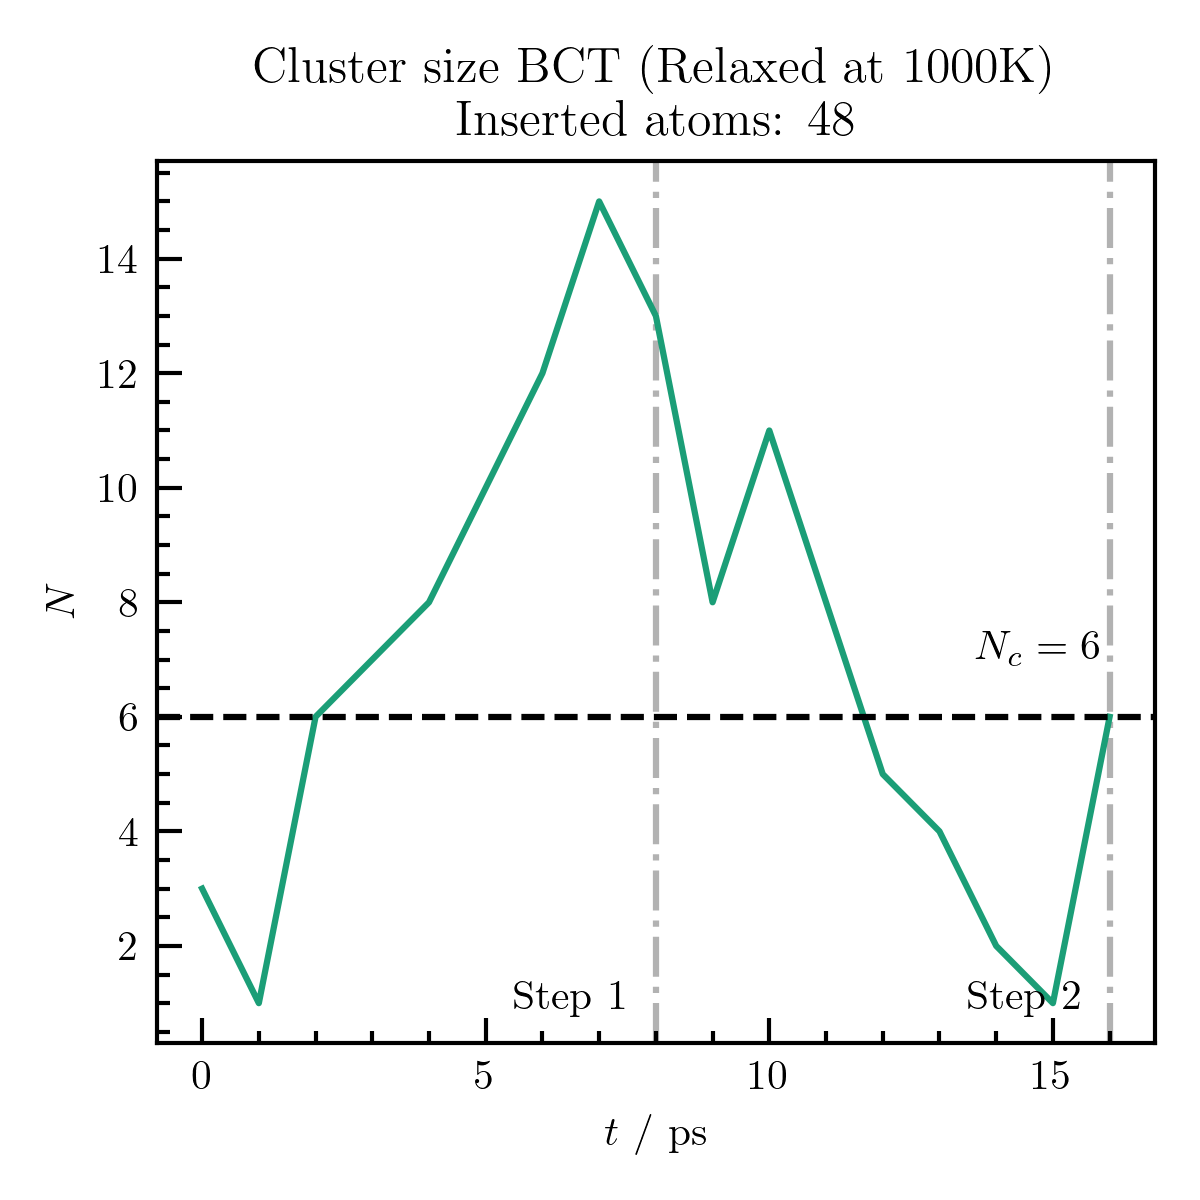 Cluster size BCT (Relaxed at 1000K)
Inserted atoms: 48
14
12
10
8
6
4
2
N
N_c = 6
Step 1
Step 2
0 5 10 15
t / ps